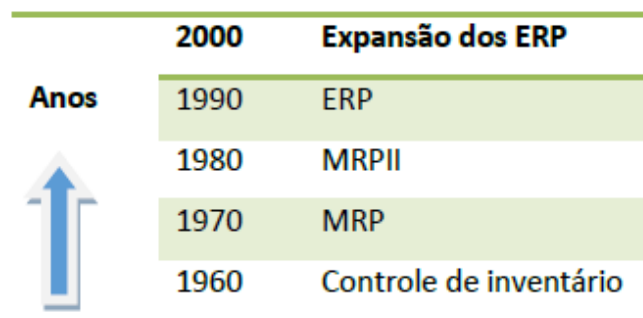 2000 Expansão dos ERP
Anos 1990 ERP
1980 MRPII
1970 MRP
1960 Controle de inventário